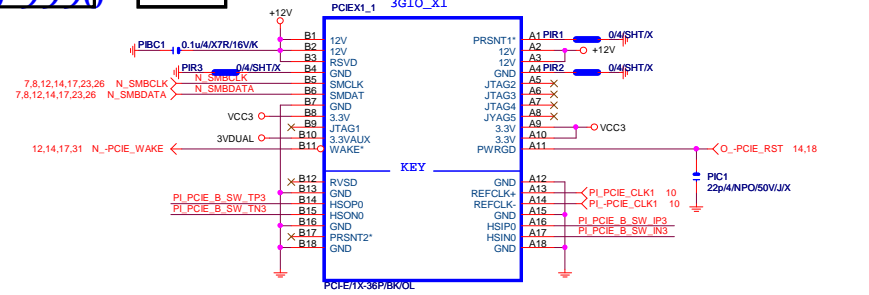 3GIO_X1
PCIEX1_1
+12V
B1 12V PRSNT1* A1 PIR1 0/4/SHT/X
PIBC1 0.1u/4/X7R/16V/K B2 12V 12V A2 +12V
B3 RSVD 12V A3
PIR3 0/4/SHT/X B4 GND GND A4 PIR2 0/4/SHT/X
7,8,12,14,17,23,26 N_SMBCLK N_SMBCLK B5 SMCLK JTAG2 A5
7,8,12,14,17,23,26 N_SMBDATA N_SMBDATA B6 SMDAT JTAG3 A6
B7 GND JTAG4 A7
VCC3 B8 3.3V JYAG5 A8
B9 JTAG1 3.3V A9 VCC3
3VDUAL B10 3.3VAUX 3.3V A10
12,14,17,31 N_-PCIE_WAKE B11 WAKE* PWRGD A11 O_-PCIE_RST 14,18
KEY
PIC1
22p/4/NPO/50V/J/X
B12 RVSD GND A12
B13 GND REFCLK+ A13 PI_PCIE_CLK1 10
PI_PCIE_B_SW_TP3 B14 HSOP0 REFCLK- A14 PI_-PCIE_CLK1 10
PI_PCIE_B_SW_TN3 B15 HSON0 GND A15
B16 GND HSIP0 A16 PI_PCIE_B_SW_IP3
B17 PRSNT2* HSIN0 A17 PI_PCIE_B_SW_IN3
B18 GND GND A18
PCI-E/1X-36P/BK/OL